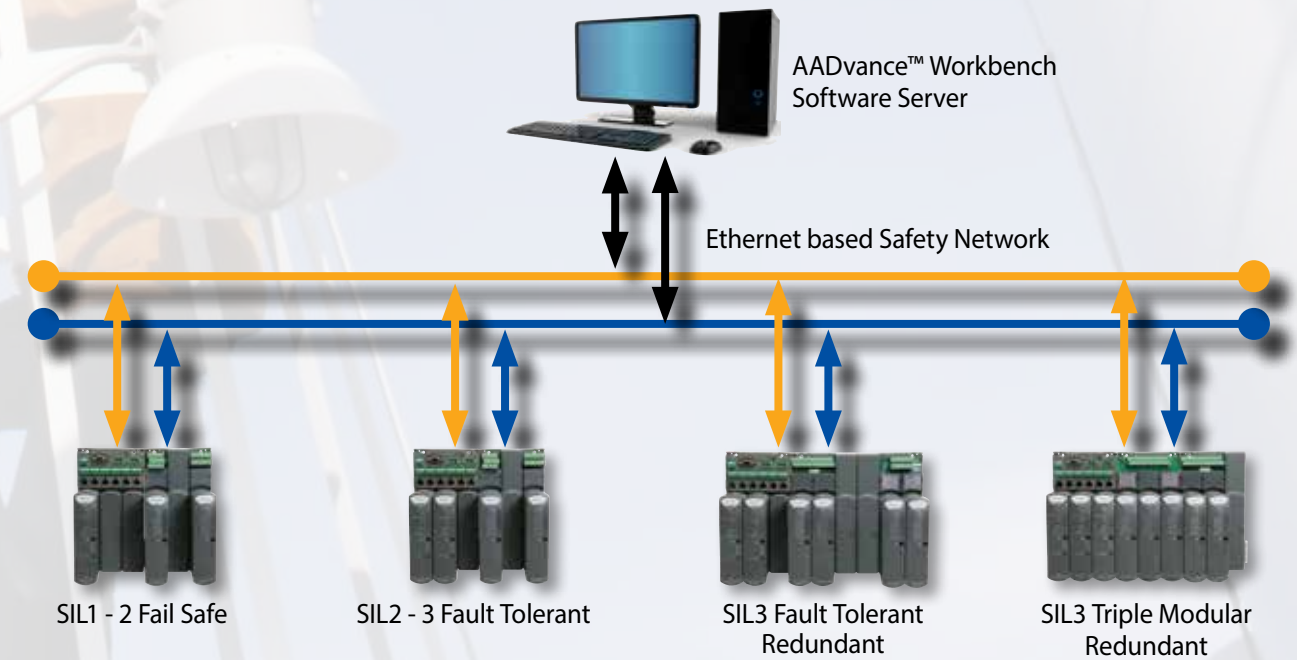 AADvance™ Workbench
Software Server
Ethernet based Safety Network
SIL1 - 2 Fail Safe
SIL2 - 3 Fault Tolerant
SIL3 Fault Tolerant
Redundant
SIL3 Triple Modular
Redundant